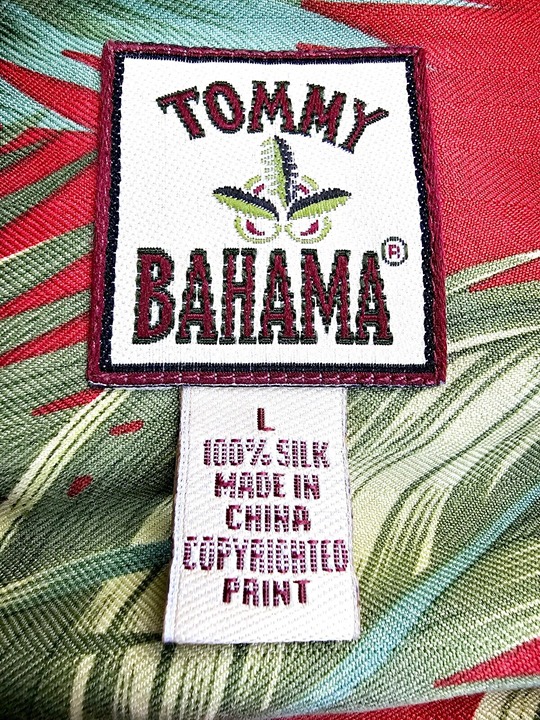 TOMMY
BAHAMA®
L
100% SILK
MADE IN
CHINA
COPYRIGHTED
PRINT